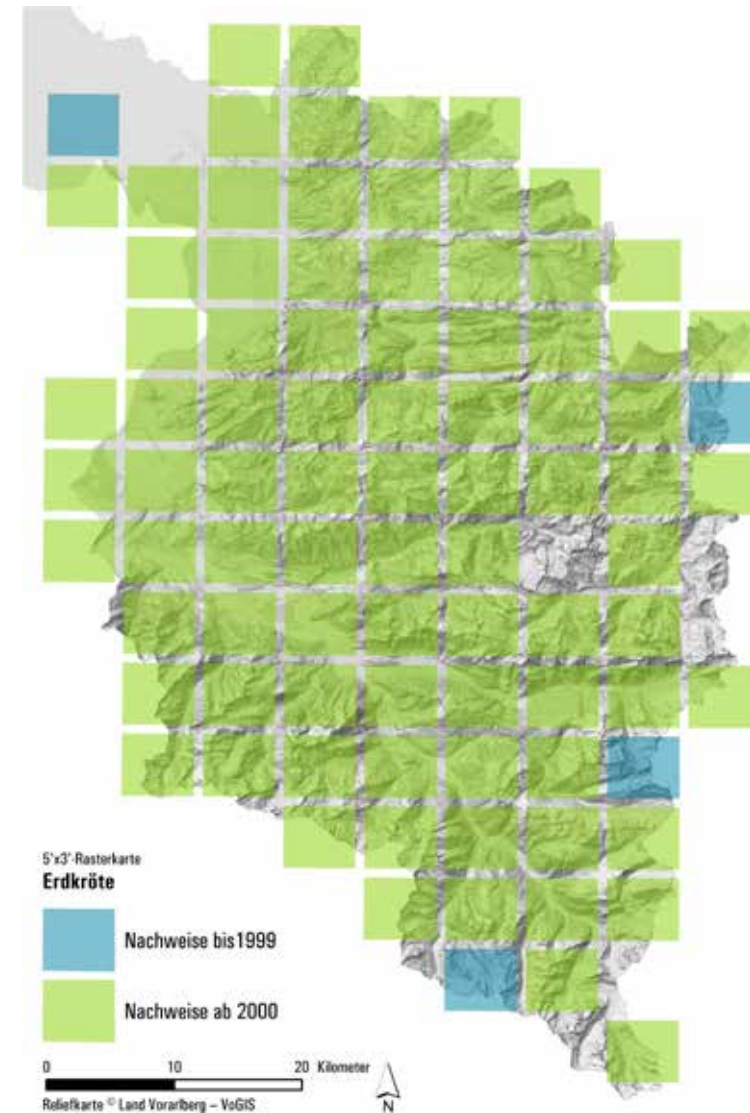 5'x3'-Rasterkarte
Erdkröte
Nachweise bis1999
Nachweise ab 2000
0 10 20 Kilometer
Reliefkarte © Land Vorarlberg – VoGIS
N